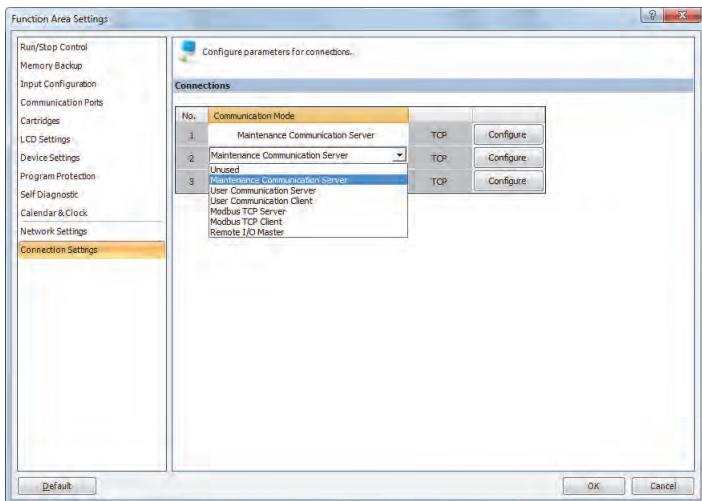 Function Area Settings
Run/Stop Control
Memory Backup
Input Configuration
Communication Ports
Cartridges
LCD Settings
Device Settings
Program Protection
Self Diagnostic
Calendar & Clock
Network Settings
Connection Settings
Configure parameters for connections.
Connections
No. Communication Mode
1 Maintenance Communication Server TCP Configure
2 Maintenance Communication Server TCP Configure
3 TCP Configure
Unused
Maintenance Communication Server
User Communication Server
User Communication Client
Modbus TCP Server
Modbus TCP Client
Remote I/O Master
Default
OK Cancel